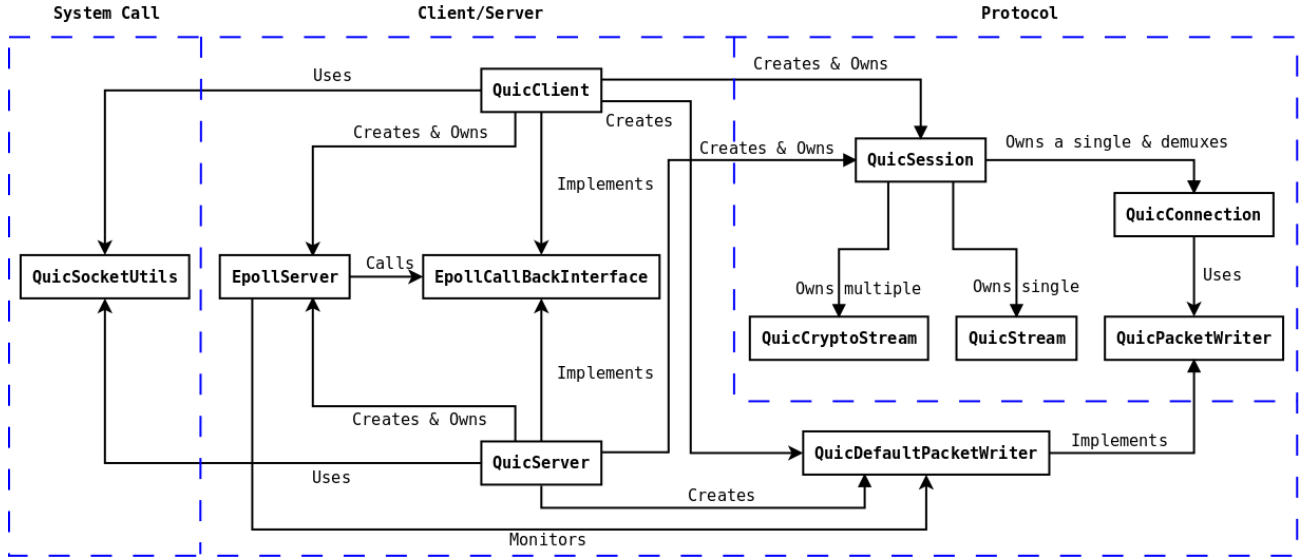 System Call
Client/Server
Protocol
Uses
Creates & Owns
QuicClient
Creates & Owns
Creates
Creates & Owns
QuicSession
Owns a single & demuxes
Implements
QuicConnection
QuicSocketUtils
EpollServer
Calls
EpollCallBackInterface
Uses
Owns multiple
Owns single
QuicCryptoStream
QuicStream
QuicPacketWriter
Implements
Creates & Owns
QuicServer
QuicDefaultPacketWriter
Implements
Uses
Creates
Monitors